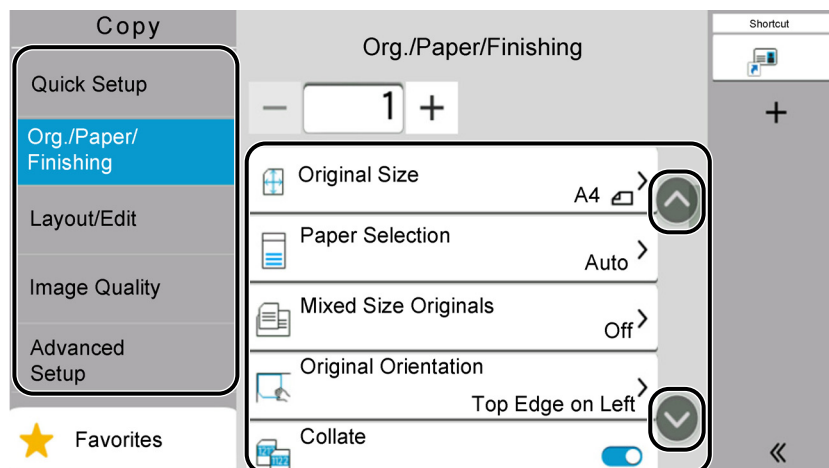 Copy
Quick Setup
Org./Paper/
Finishing
Layout/Edit
Image Quality
Advanced
Setup
Favorites
Org./Paper/Finishing
1
Original Size
A4
Paper Selection
Auto
Mixed Size Originals
Off
Original Orientation
Top Edge on Left
Collate
Shortcut